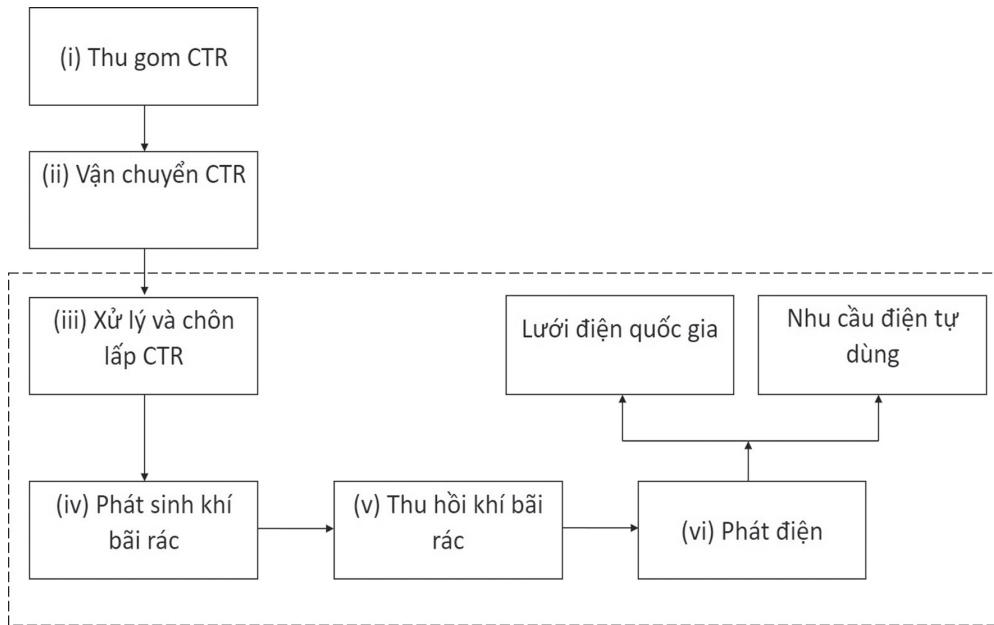 (i) Thu gom CTR
(ii) Vận chuyển CTR
(iii) Xử lý và chôn
lấp CTR
Lưới điện quốc gia
Nhu cầu điện tự
dùng
(iv) Phát sinh khí
bãi rác
(v) Thu hồi khí bãi
rác
(vi) Phát điện